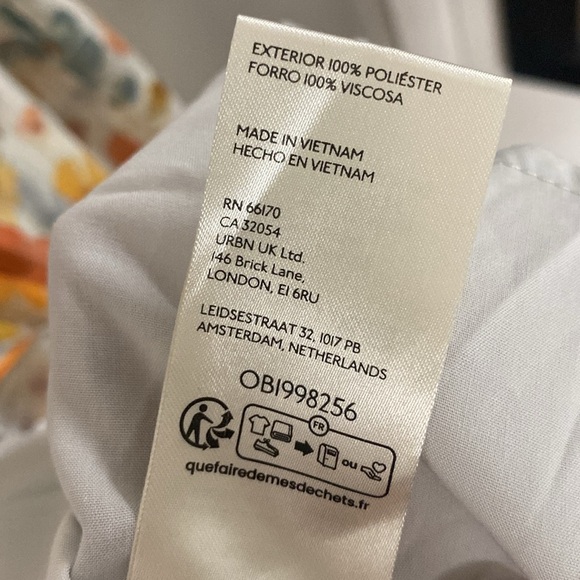 EXTERIOR 100% POLIÉSTER
FORRO 100% VISCOSA
MADE IN VIETNAM
HECHO EN VIETNAM
RN 66170
CA 32054
URBN UK Ltd.
146 Brick Lane,
LONDON, E1 6RU
LEIDSESTRAAT 32, 1017 PB
AMSTERDAM, NETHERLANDS
OB1998256
FR
ou
quefairedemesdechets.fr